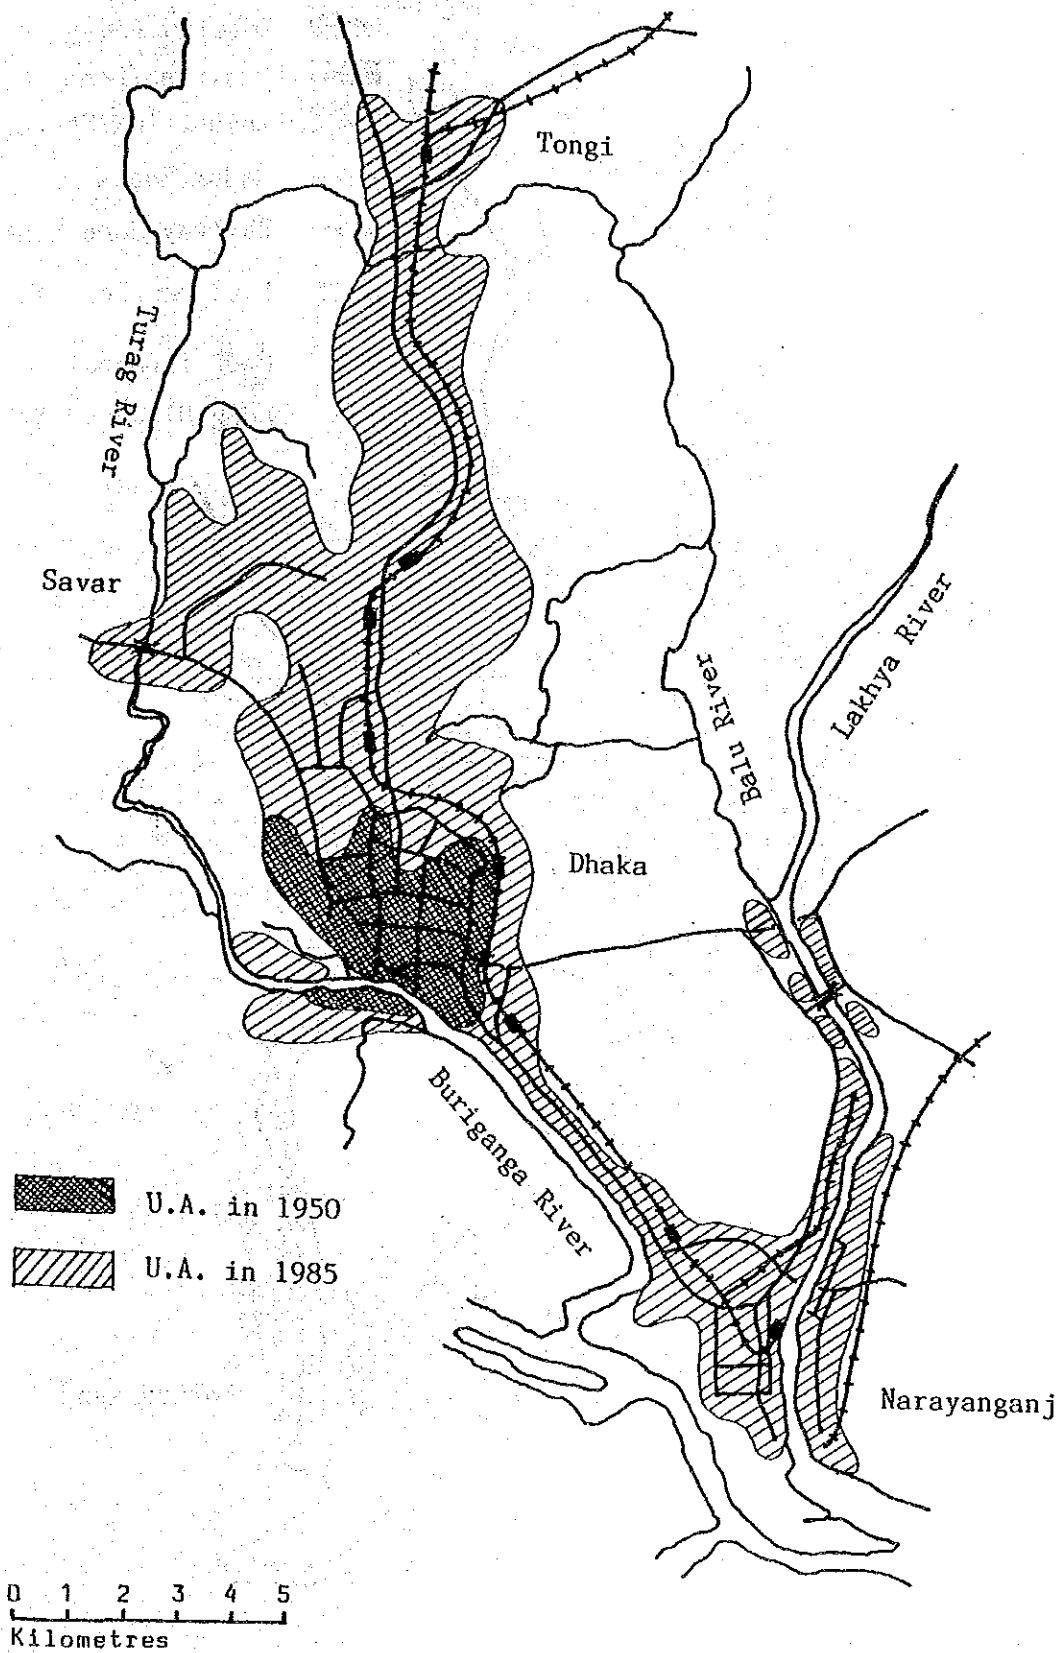 Tongi
Turag River
Savar
Balu River
Lakhya River
Dhaka
Buriganga River
U.A. in 1950
U.A. in 1985
Narayanganj
0 1 2 3 4 5
Kilometres